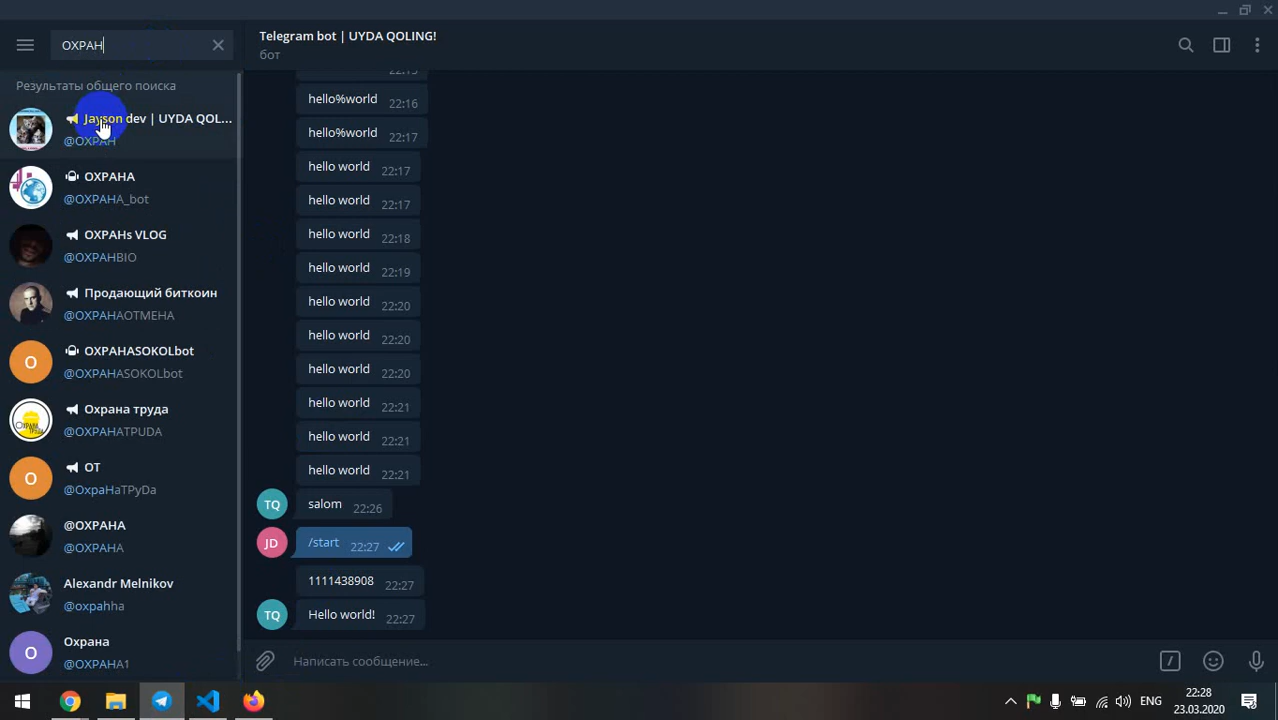 OXPAH
Telegram bot | UYDA QOLING!
бот
Результаты общего поиска
Jayson dev | UYDA QOL...
@OXPAH
OXPAHA
@OXPAHA_bot
OXPAHs VLOG
@OXPAHBIO
Продающий биткоин
@OXPAHAOTMEHA
OXPAHASOKOLbot
@OXPAHASOKOLbot
Охрана труда
@OXPAHATPUDA
ОТ
@OxpaHaTPyDa
@OXPAHA
@OXPAHA
Alexandr Melnikov
@oxpahha
Охрана
@OXPAHA1
O
O
O
22:15
hello%world 22:16
hello%world 22:17
hello world 22:17
hello world 22:17
hello world 22:18
hello world 22:19
hello world 22:20
hello world 22:20
hello world 22:20
hello world 22:21
hello world 22:21
hello world 22:21
TQ salom 22:26
JD /start 22:27
1111438908 22:27
TQ Hello world! 22:27
Написать сообщение...
ENG
22:28
23.03.2020